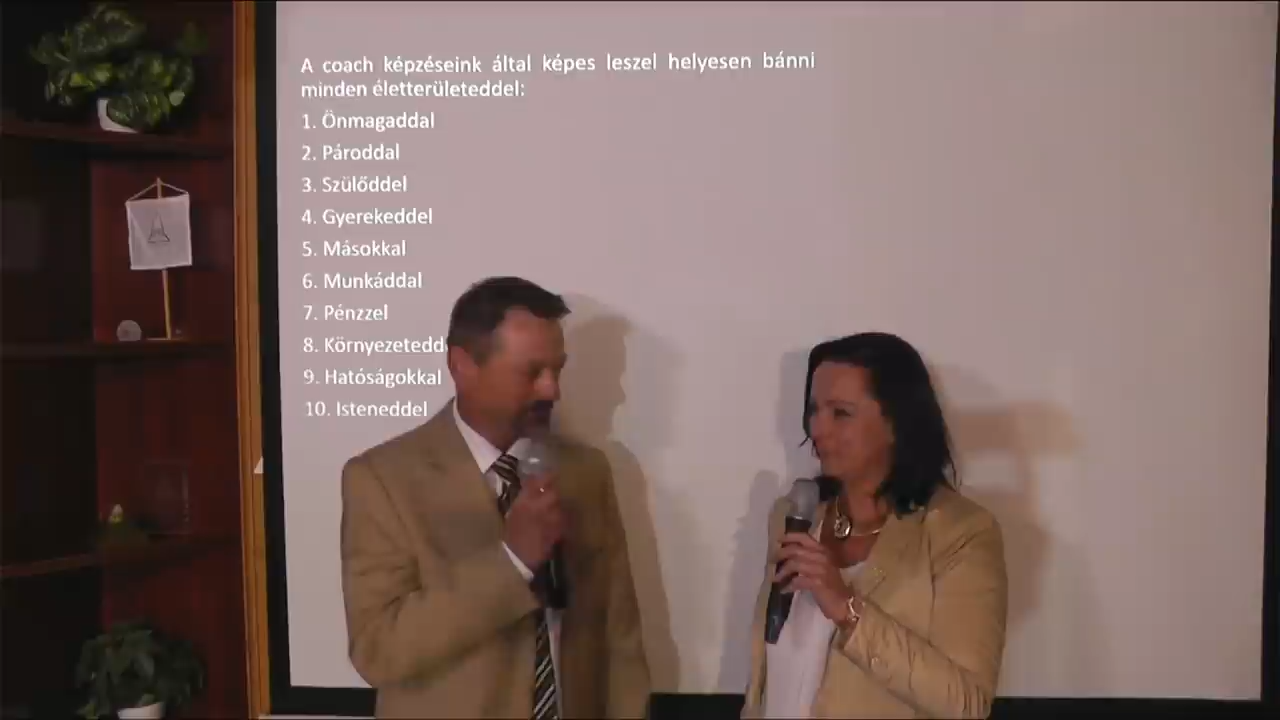 A coach képzéseink által képes leszel helyesen bánni
minden életterületeddel:
1. Önmagaddal
2. Pároddal
3. Szülőddel
4. Gyerekeddel
5. Másokkal
6. Munkáddal
7. Pénzzel
8. Környezetedd
9. Hatóságokkal
10. Isteneddel